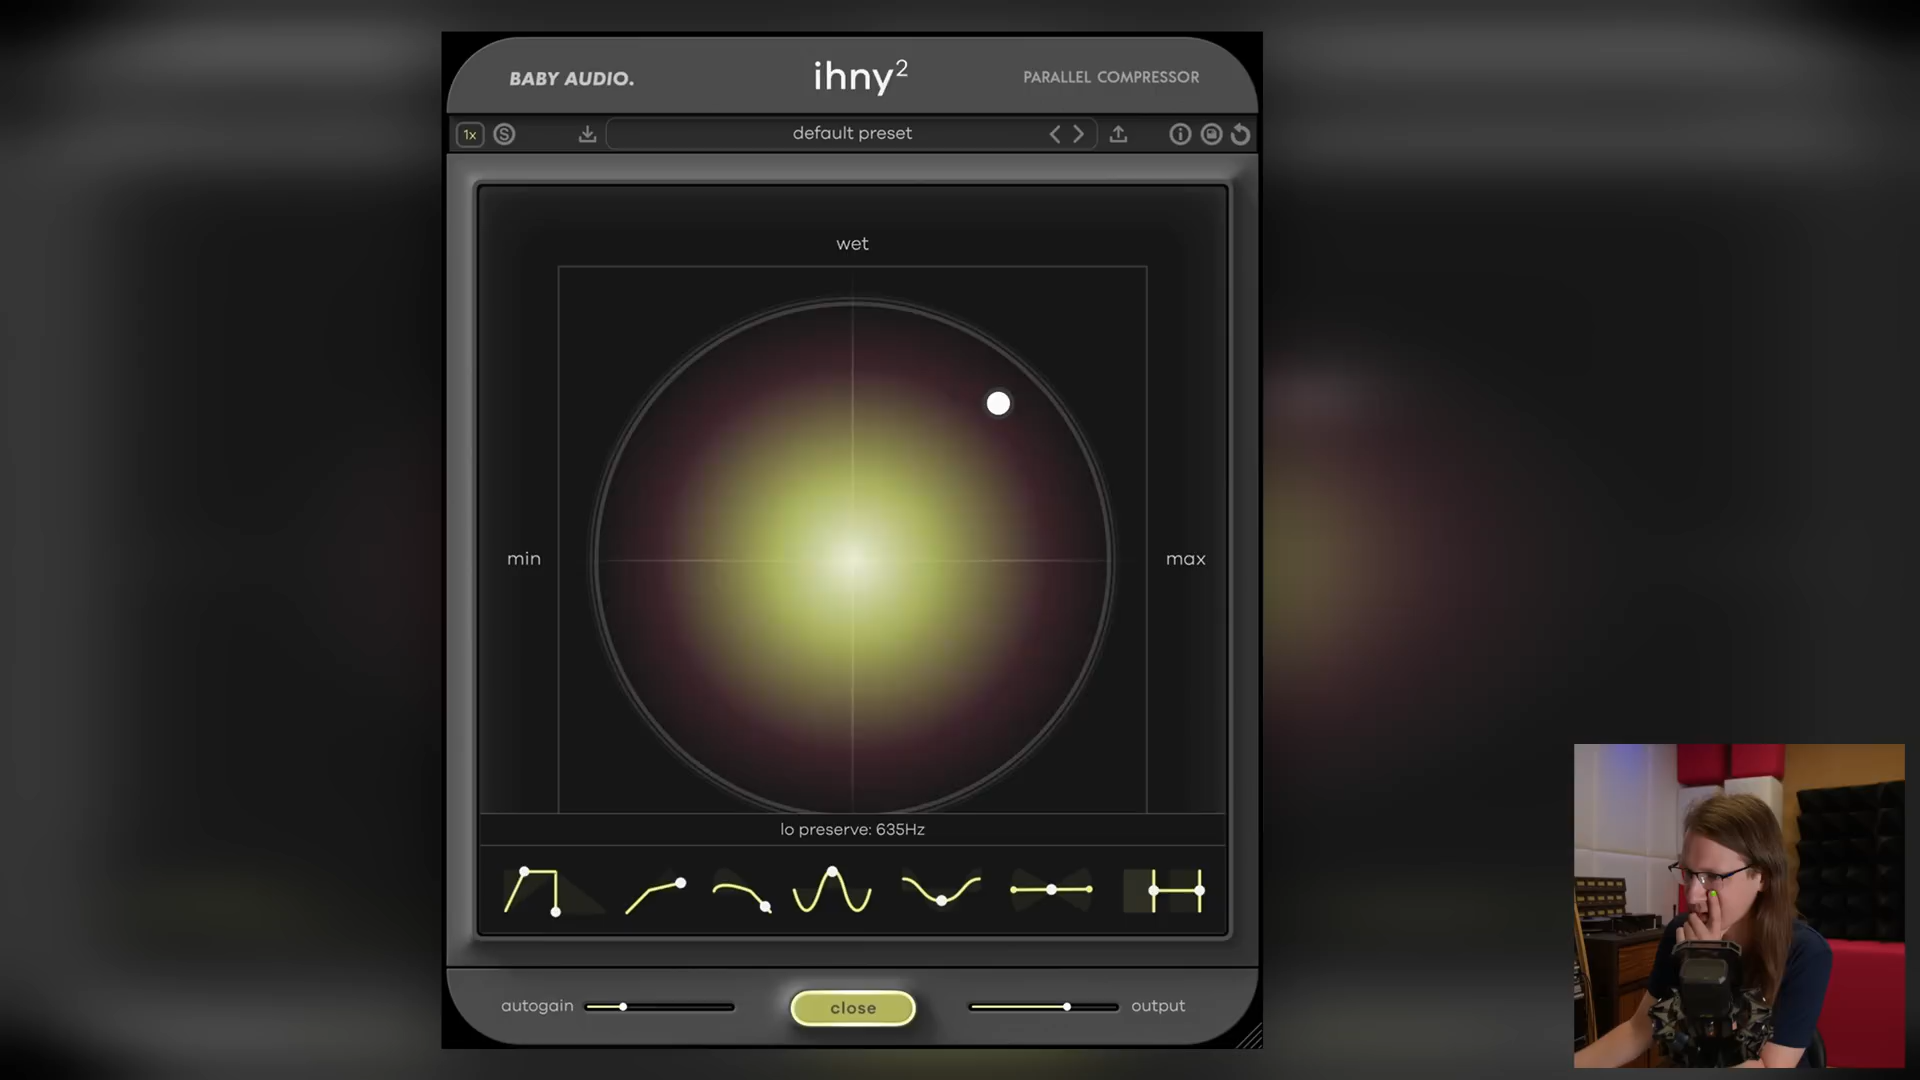 BABY AUDIO.
ihny²
PARALLEL COMPRESSOR
1x
S
default preset
wet
min
max
lo preserve: 635Hz
autogain
close
output